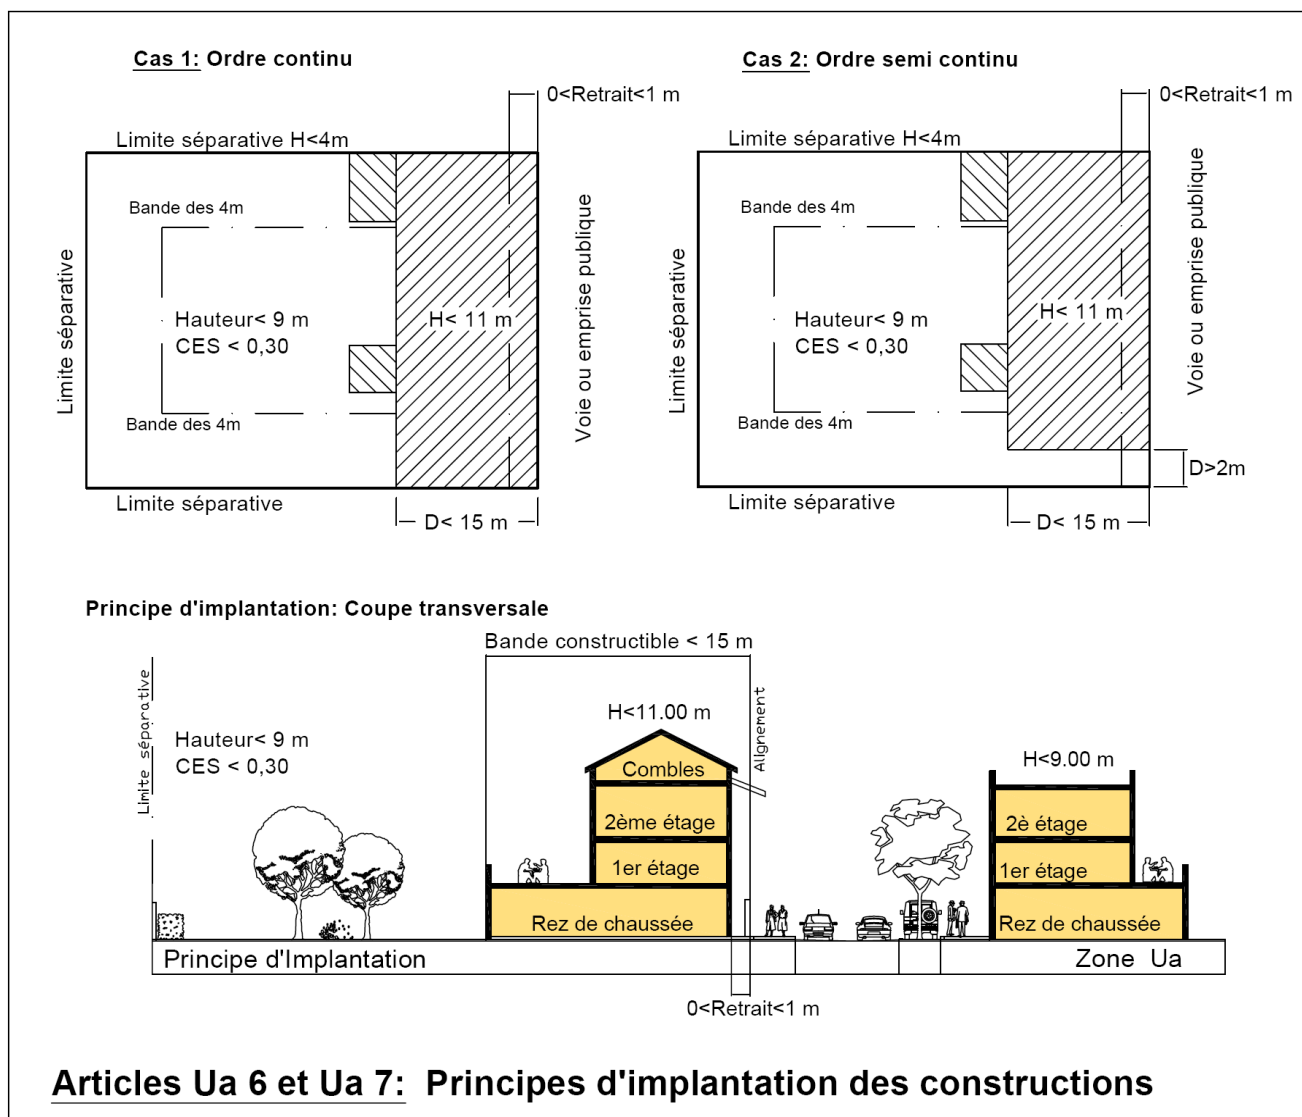 Cas 1: Ordre continu
0<Retrait<1 m
Limite séparative H<4m
Bande des 4m
Limite séparative
Hauteur< 9 m
CES < 0,30
H< 11 m
Voie ou emprise publique
Bande des 4m
Limite séparative
D< 15 m
Cas 2: Ordre semi continu
0<Retrait<1 m
Limite séparative H<4m
Bande des 4m
Limite séparative
Hauteur< 9 m
CES < 0,30
H< 11 m
Voie ou emprise publique
Bande des 4m
D>2m
Limite séparative
D< 15 m
Principe d'implantation: Coupe transversale
Bande constructible < 15 m
Limite séparative
Alignement
H<11.00 m
Hauteur< 9 m
CES < 0,30
H<9.00 m
Combles
2ème étage
2è étage
1er étage
1er étage
Rez de chaussée
Rez de chaussée
Principe d'Implantation
Zone Ua
0<Retrait<1 m
Articles Ua 6 et Ua 7: Principes d'implantation des constructions